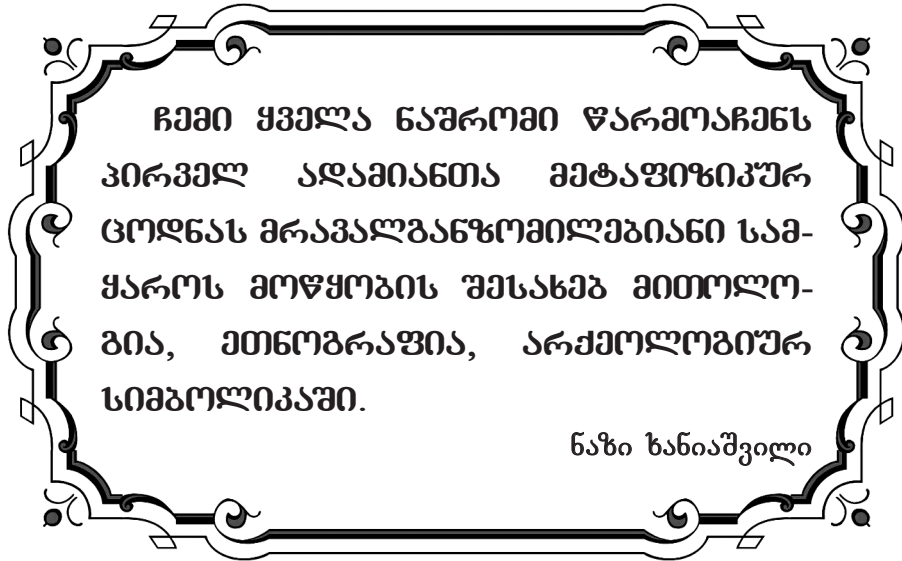 ჩემი ყველა ნაშრომი წარმოაჩენს
პირველ ადამიანთა მეტაფიზიკურ
ცოდნას მრავალგანზომილებიანი სამ-
ყაროს მოწყობის შესახებ მითოლო-
გია, ეთნოგრაფია, არქეოლოგიურ
სიმბოლიკაში.
ნაზი ხანიაშვილი